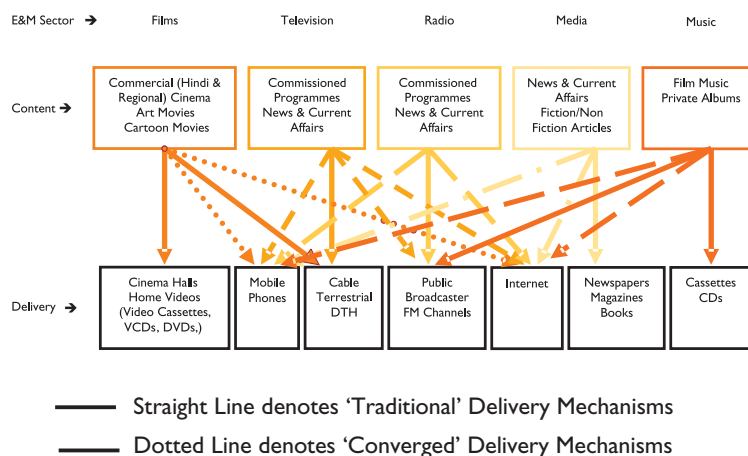 E&M Sector → Films Television Radio Media Music
Content →
Commercial (Hindi &
Regional) Cinema
Art Movies
Cartoon Movies
Commissioned
Programmes
News & Current
Affairs
Commissioned
Programmes
News & Current
Affairs
News & Current
Affairs
Fiction/Non
Fiction Articles
Film Music
Private Albums
Delivery →
Cinema Halls
Home Videos
(Video Cassettes,
VCDs, DVDs,)
Mobile
Phones
Cable
Terrestrial
DTH
Public
Broadcaster
FM Channels
Internet
Newspapers
Magazines
Books
Cassettes
CDs
Straight Line denotes ‘Traditional’ Delivery Mechanisms
Dotted Line denotes ‘Converged’ Delivery Mechanisms